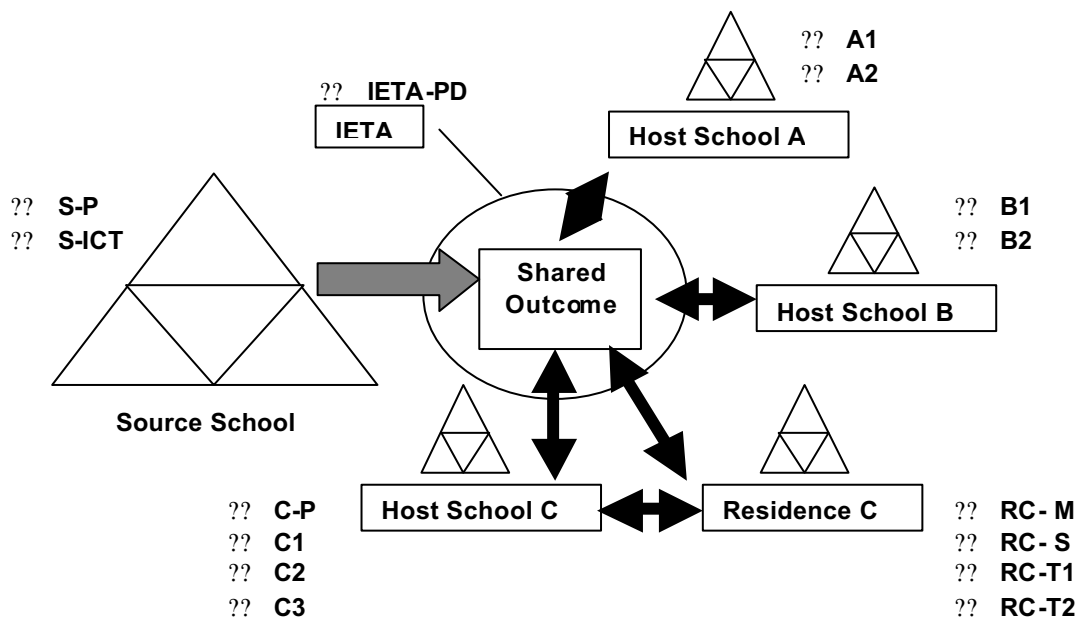 ?? A1
?? A2
?? IETA-PD
IETA
Host School A
?? S-P
?? S-ICT
?? B1
?? B2
Shared
Outcome
Host School B
Source School
Host School C
Residence C
?? C-P
?? C1
?? C2
?? C3
?? RC- M
?? RC- S
?? RC-T1
?? RC-T2